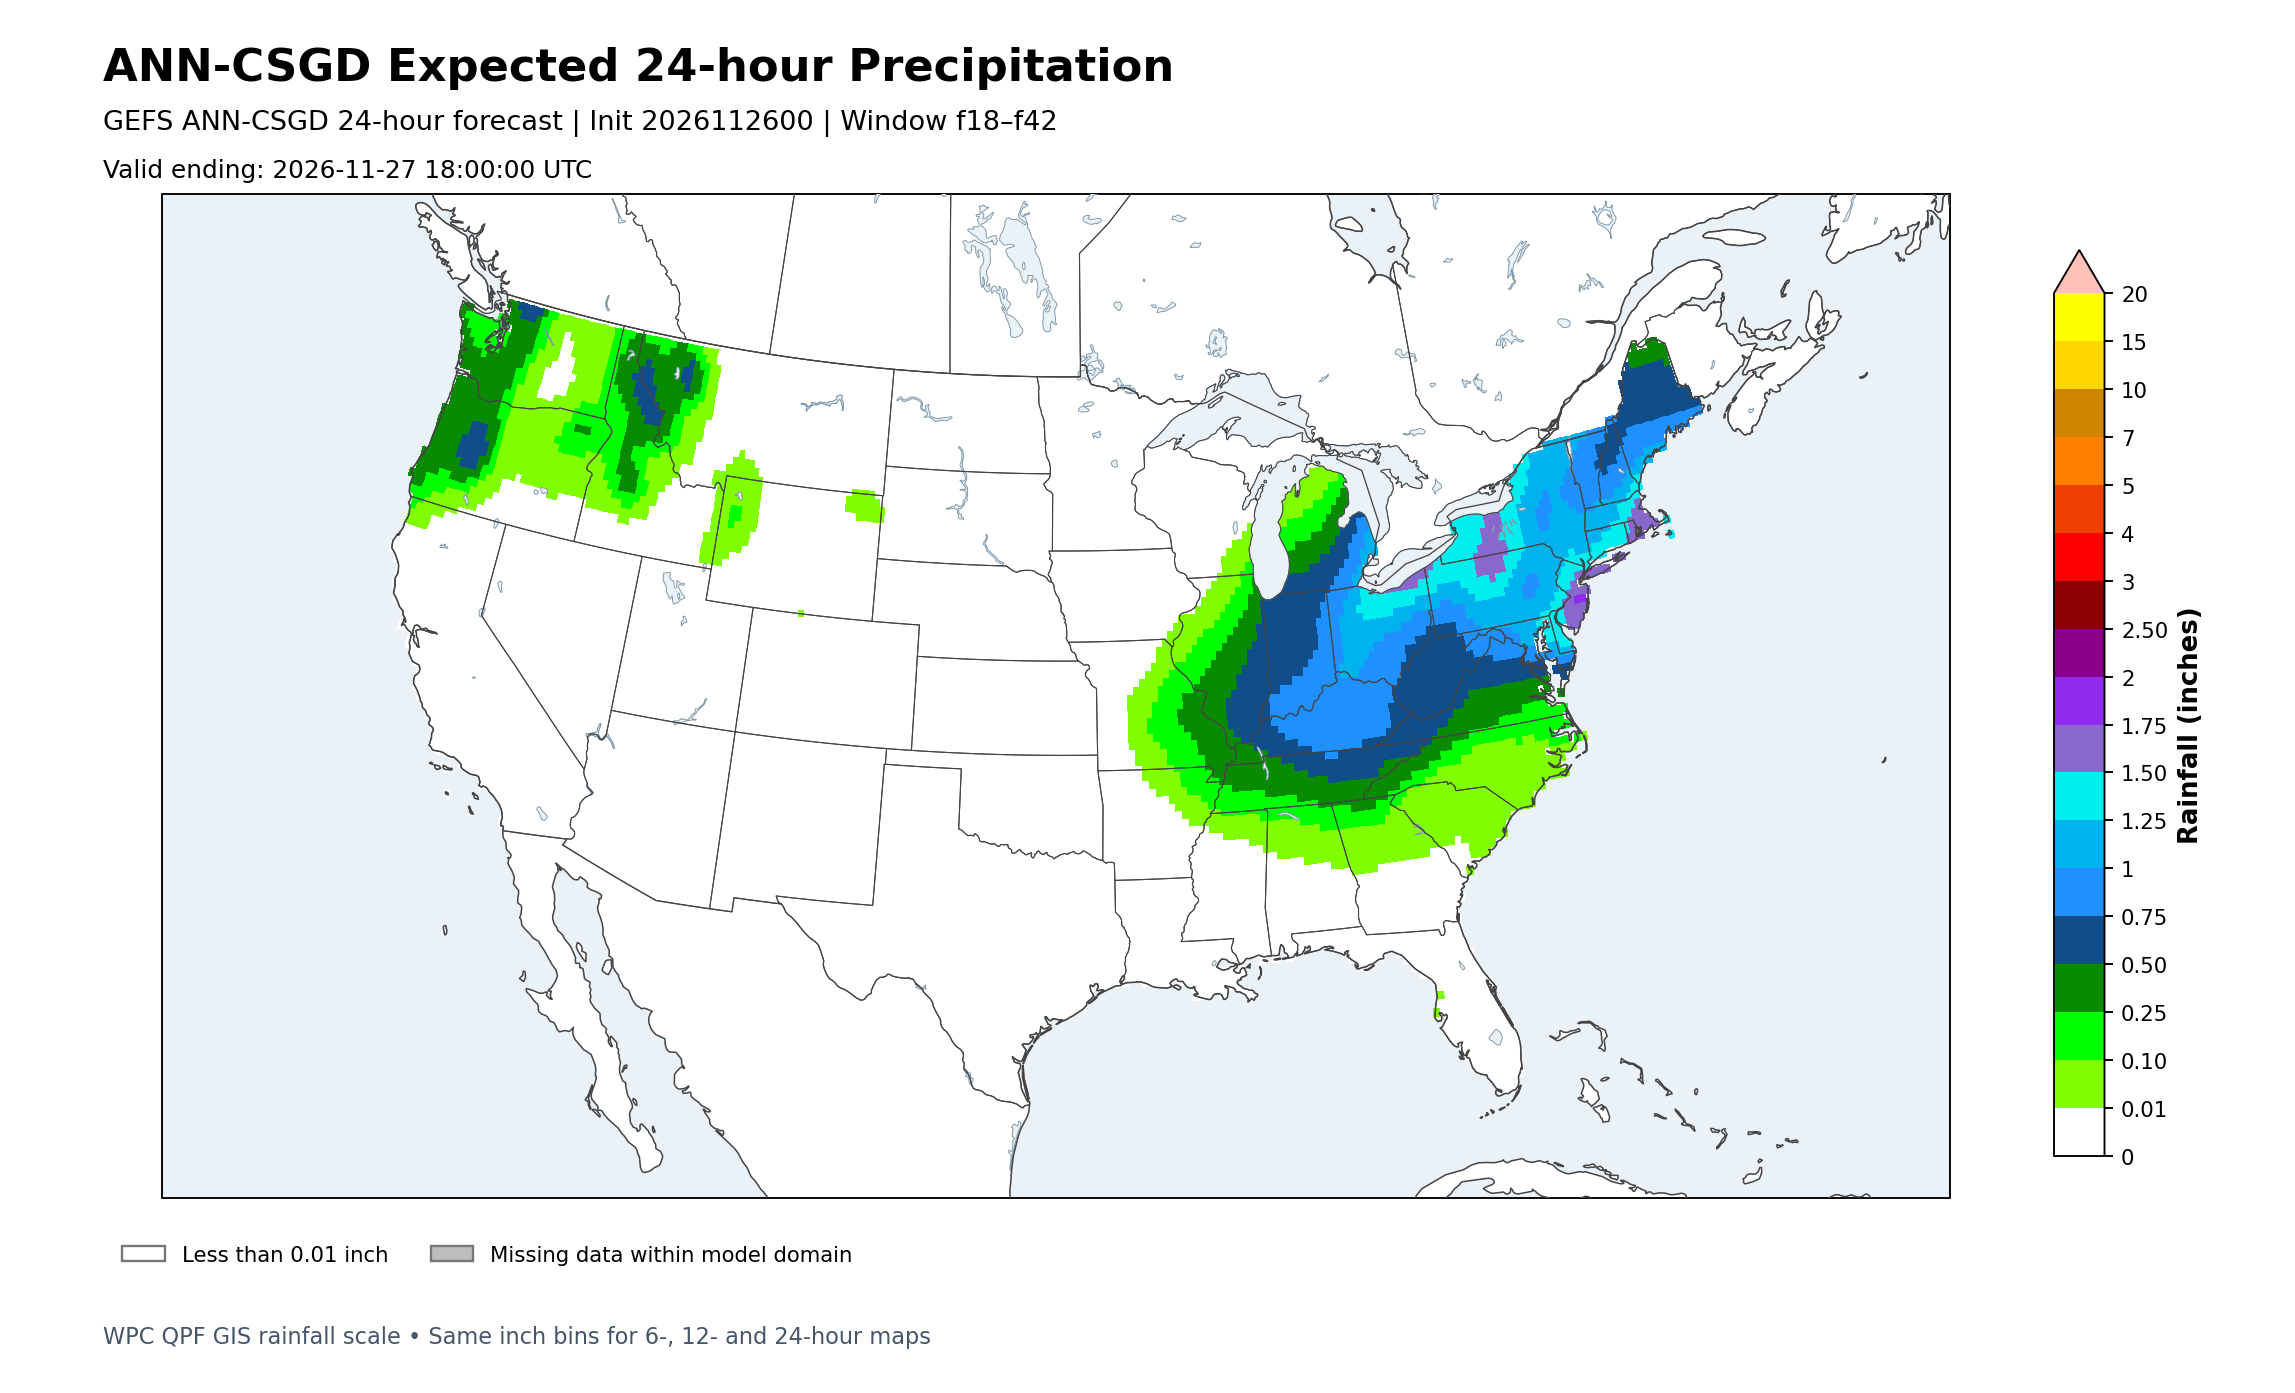 ANN-CSGD Expected 24-hour Precipitation
GEFS ANN-CSGD 24-hour forecast | Init 2026112600 | Window f18–f42
Valid ending: 2026-11-27 18:00:00 UTC
20
15
10
7
5
4
3
2.50
2
1.75
1.50
1.25
1
0.75
0.50
0.25
0.10
0.01
0
Rainfall (inches)
Less than 0.01 inch
Missing data within model domain
WPC QPF GIS rainfall scale • Same inch bins for 6-, 12- and 24-hour maps